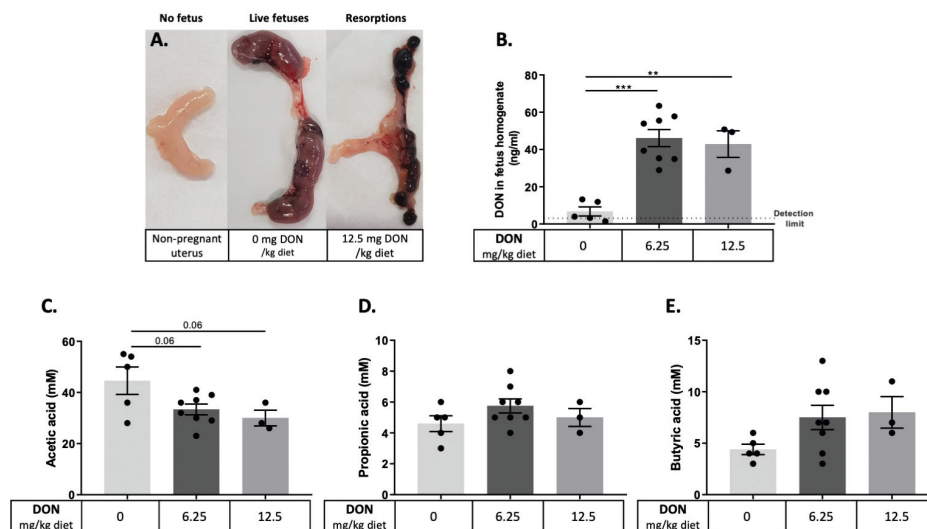 No fetus Live fetuses Resorptions
A.
Non-pregnant uterus
0 mg DON /kg diet
12.5 mg DON /kg diet
B.
DON in fetus homogenate
(ng/ml)
80
60
40
20
0
**
***
Detection
limit
DON
mg/kg diet
0 6.25 12.5
C.
Acetic acid (mM)
60
40
20
0
0.06
0.06
DON
mg/kg diet
0 6.25 12.5
D.
Propionic acid (mM)
10
8
6
4
2
0
DON
mg/kg diet
0 6.25 12.5
E.
Butyric acid (mM)
15
10
5
0
DON
mg/kg diet
0 6.25 12.5